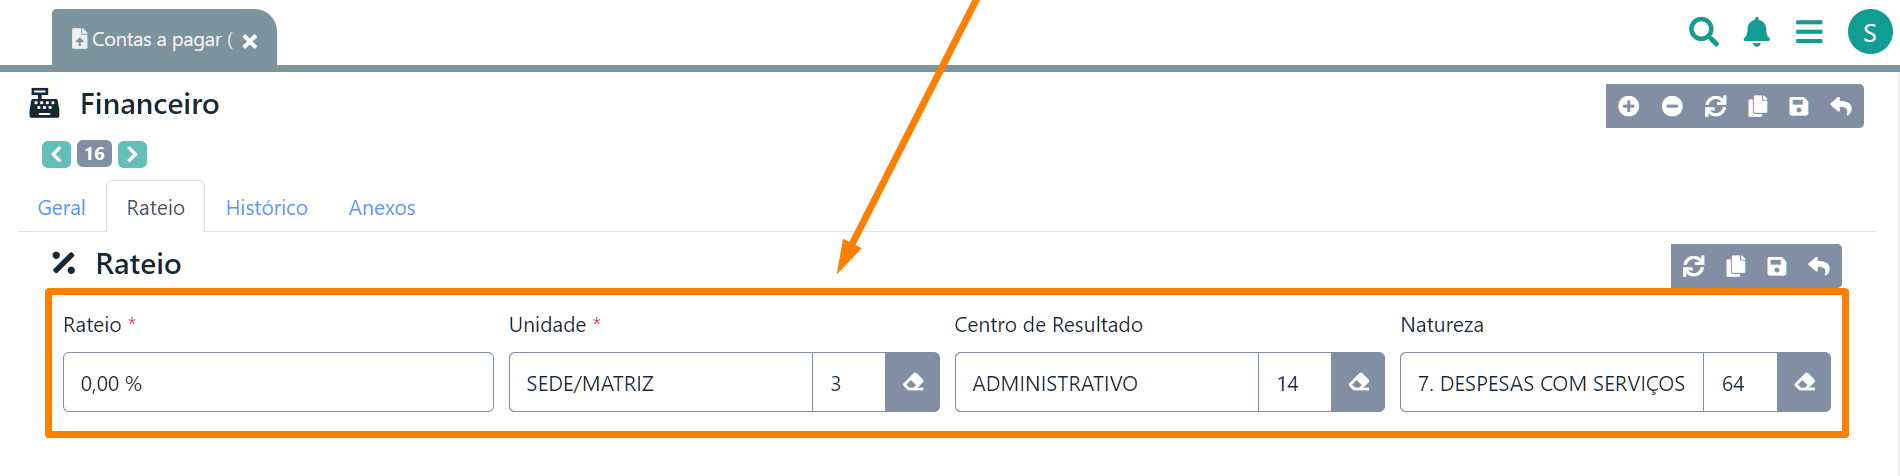 Contas a pagar (
S
Financeiro
16
Geral Rateio Histórico Anexos
Rateio
Rateio * Unidade * Centro de Resultado Natureza
0,00 % SEDE/MATRIZ 3 ADMINISTRATIVO 14 7. DESPESAS COM SERVIÇOS 64